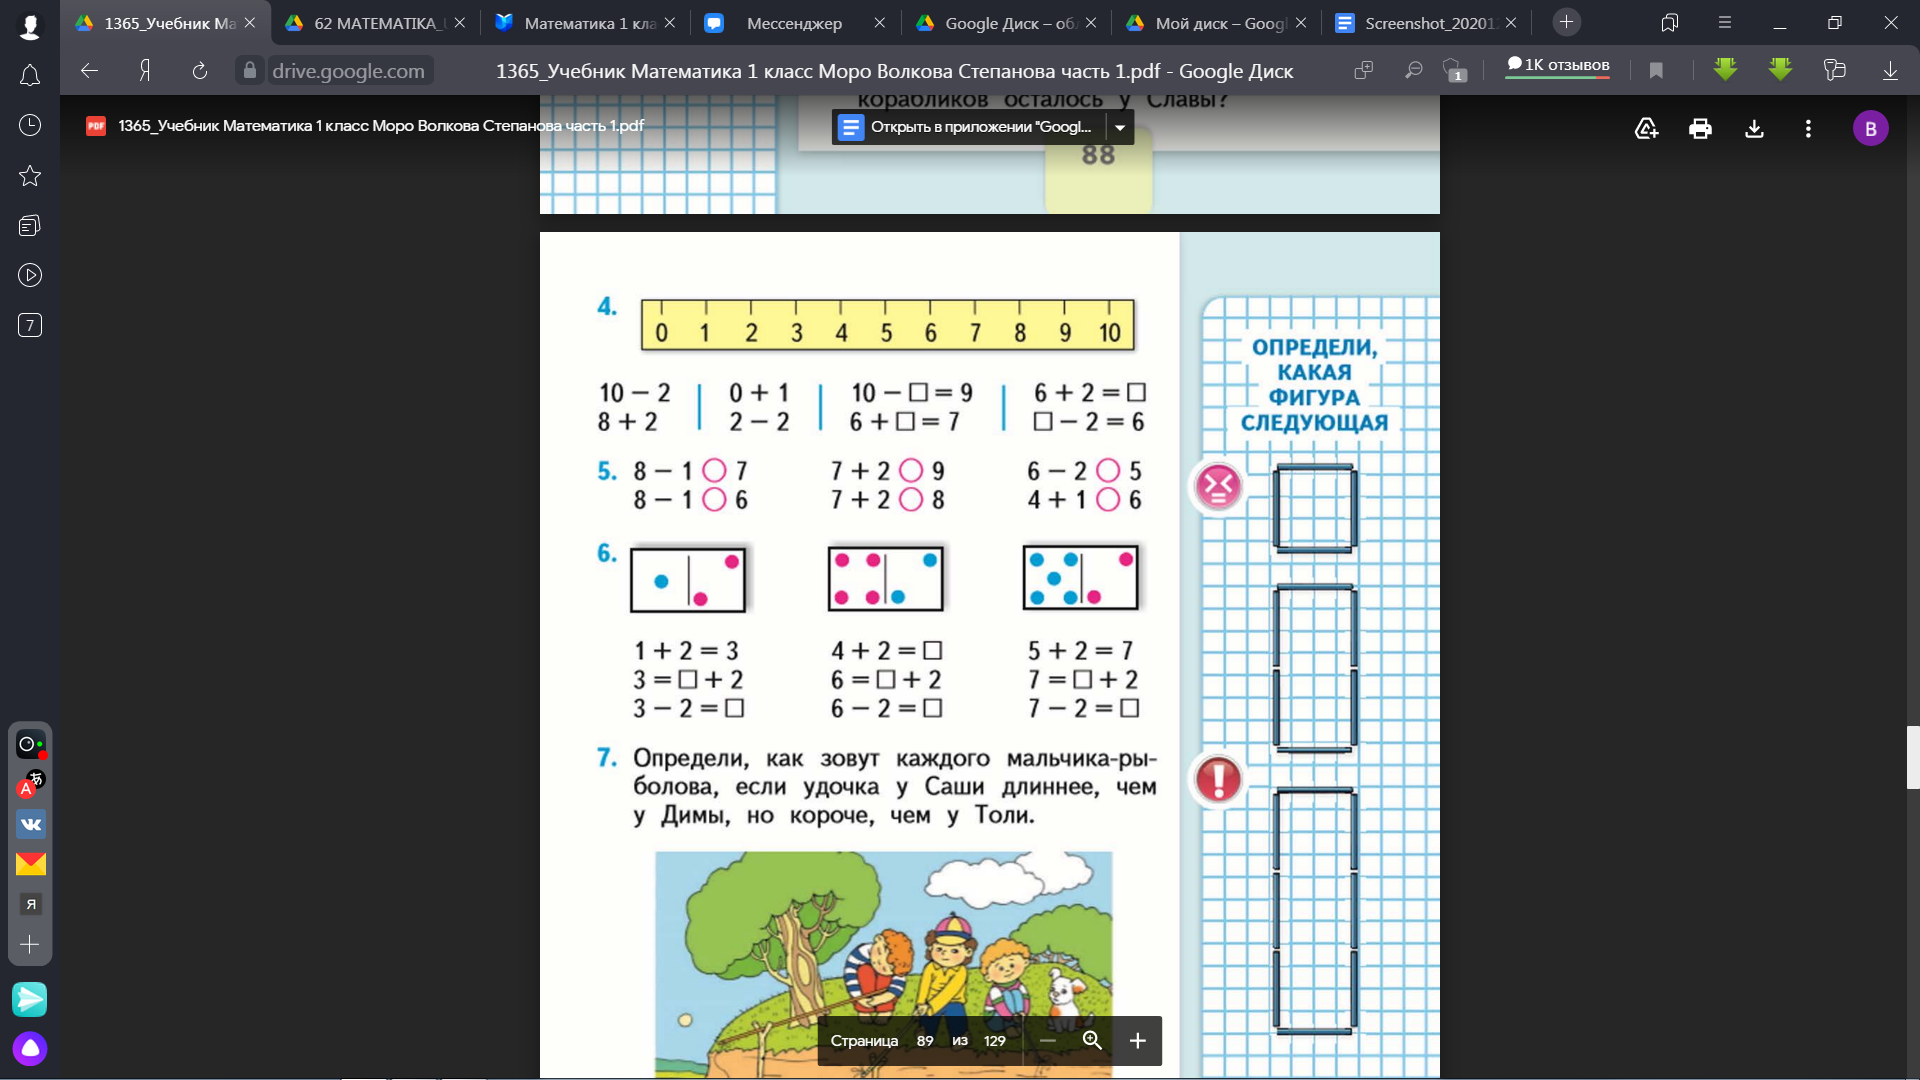 1365_Учебник Ма
62 MATEMATIKA_U
Математика 1 кла
Мессенджер
Google Диск – об
Мой диск – Googl
Screenshot_20201
drive.google.com
1365_Учебник Математика 1 класс Моро Волкова Степанова часть 1.pdf - Google Диск
1
1K отзывов
корабликов осталось у Славы?
PDF
1365_Учебник Математика 1 класс Моро Волкова Степанова часть 1.pdf
Открыть в приложении "Googl...
B
88
7
4.
0 1 2 3 4 5 6 7 8 9 10
10 − 2 | 0 + 1 | 10 − □ = 9 | 6 + 2 = □
8 + 2 | 2 − 2 | 6 + □ = 7 | □ − 2 = 6
5. 8 − 1 ○ 7 7 + 2 ○ 9 6 − 2 ○ 5
8 − 1 ○ 6 7 + 2 ○ 8 4 + 1 ○ 6
6.
1 + 2 = 3 4 + 2 = □ 5 + 2 = 7
3 = □ + 2 6 = □ + 2 7 = □ + 2
3 − 2 = □ 6 − 2 = □ 7 − 2 = □
7. Определи, как зовут каждого мальчика-ры-
болова, если удочка у Саши длиннее, чем
у Димы, но короче, чем у Толи.
ОПРЕДЕЛИ,
КАКАЯ
ФИГУРА
СЛЕДУЮЩАЯ
Страница 89 из 129